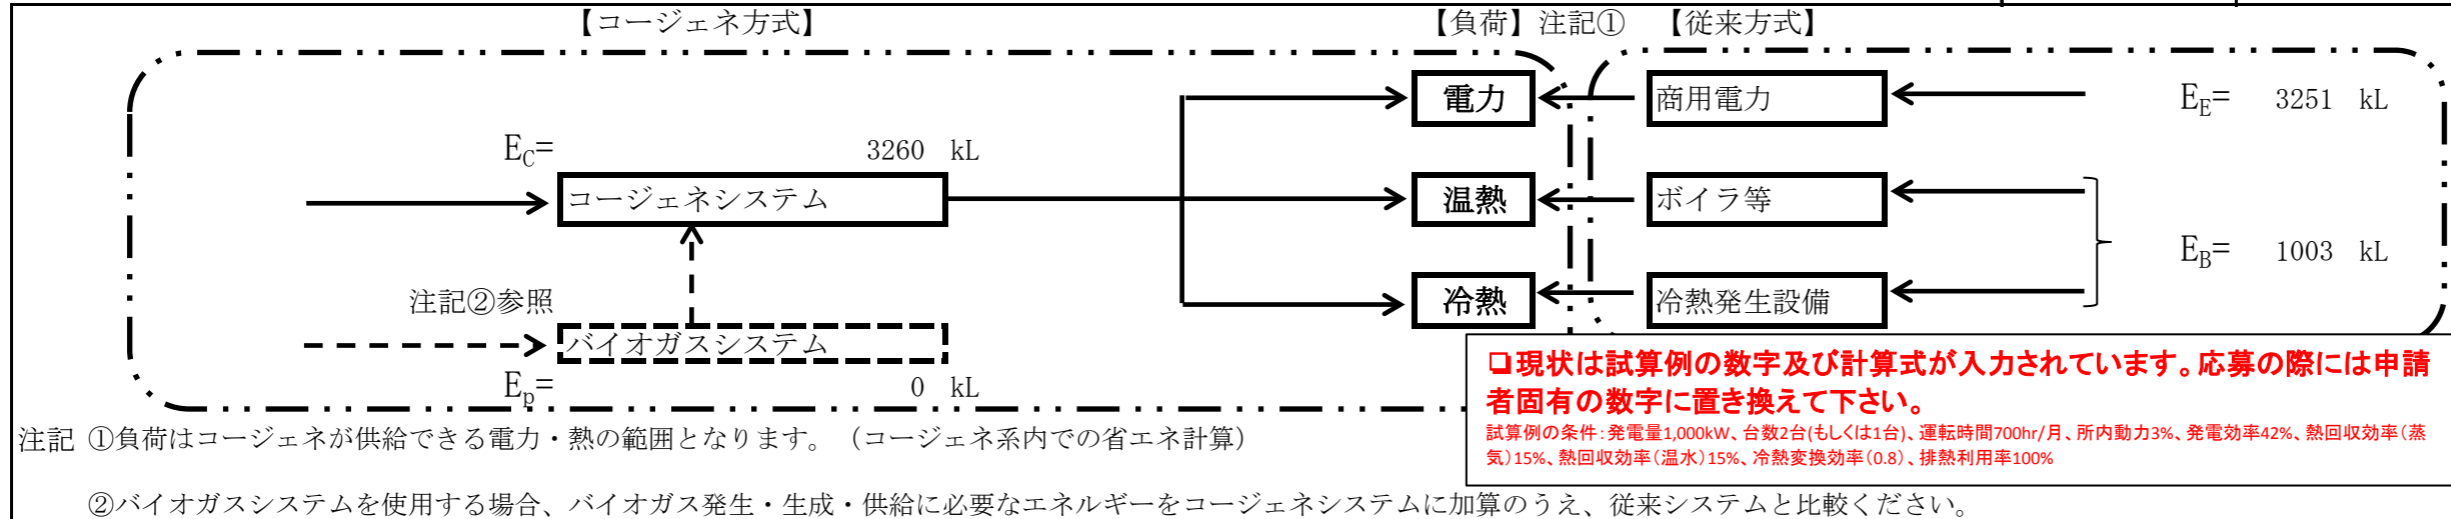 【コージェネ方式】 【負荷】注記① 【従来方式】
電力 商用電力 E_E= 3251 kL
E_C= 3260 kL
コージェネシステム 温熱 ボイラ等
E_B= 1003 kL
注記②参照 冷熱 冷熱発生設備
バイオガスシステム
E_p= 0 kL
□現状は試算例の数字及び計算式が入力されています。応募の際には申請
者固有の数字に置き換えて下さい。
試算例の条件:発電量1,000kW、台数2台(もしくは1台)、運転時間700hr/月、所内動力3%、発電効率42%、熱回収効率(蒸
気)15%、熱回収効率(温水)15%、冷熱変換効率(0.8)、排熱利用率100%
注記 ①負荷はコージェネが供給できる電力・熱の範囲となります。（コージェネ系内での省エネ計算）
②バイオガスシステムを使用する場合、バイオガス発生・生成・供給に必要なエネルギーをコージェネシステムに加算のうえ、従来システムと比較ください。